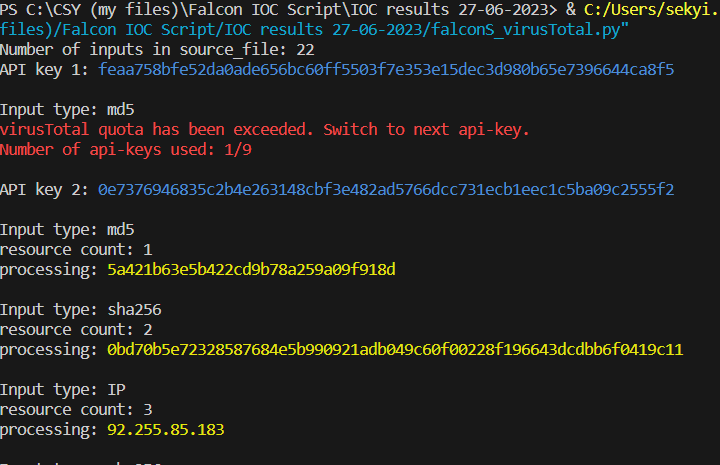 PS C:\CSY (my files)\Falcon IOC Script\IOC results 27-06-2023> & C:/Users/sekyi.
files)/Falcon IOC Script/IOC results 27-06-2023/falconS_virusTotal.py"
Number of inputs in source_file: 22
API key 1: feaa758bfe52da0ade656bc60ff5503f7e353e15dec3d980b65e7396644ca8f5
Input type: md5
virusTotal quota has been exceeded. Switch to next api-key.
Number of api-keys used: 1/9
API key 2: 0e7376946835c2b4e263148cbf3e482ad5766dcc731ecb1eec1c5ba09c2555f2
Input type: md5
resource count: 1
processing: 5a421b63e5b422cd9b78a259a09f918d
Input type: sha256
resource count: 2
processing: 0bd70b5e72328587684e5b990921adb049c60f00228f196643dcdbb6f0419c11
Input type: IP
resource count: 3
processing: 92.255.85.183